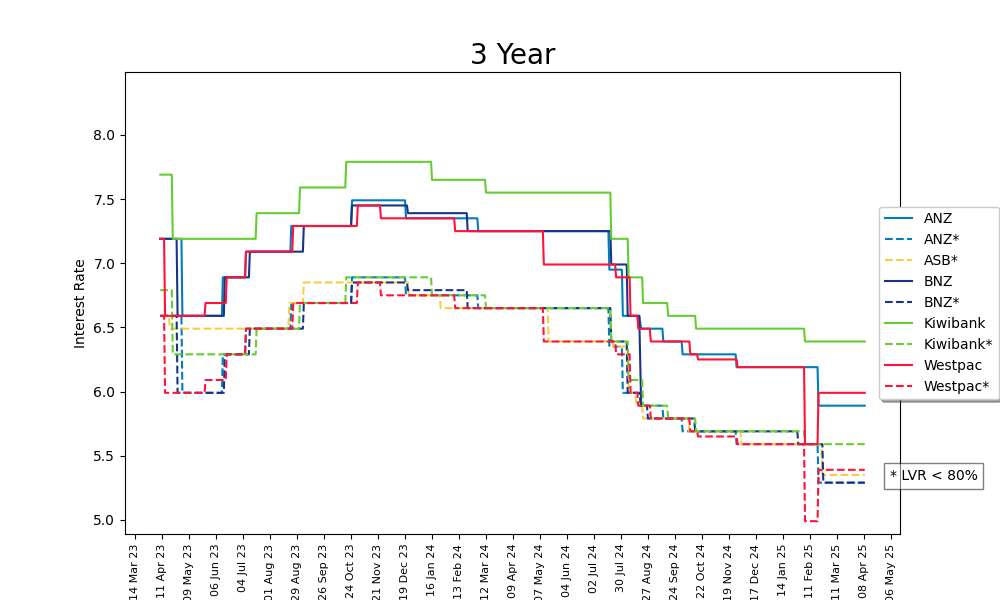 3 Year
Interest Rate
8.0
7.5
7.0
6.5
6.0
5.5
5.0
ANZ
ANZ*
ASB*
BNZ
BNZ*
Kiwibank
Kiwibank*
Westpac
Westpac*
* LVR < 80%
14 Mar 23
11 Apr 23
09 May 23
06 Jun 23
04 Jul 23
01 Aug 23
29 Aug 23
26 Sep 23
24 Oct 23
21 Nov 23
19 Dec 23
16 Jan 24
13 Feb 24
12 Mar 24
09 Apr 24
07 May 24
04 Jun 24
02 Jul 24
30 Jul 24
27 Aug 24
24 Sep 24
22 Oct 24
19 Nov 24
17 Dec 24
14 Jan 25
11 Feb 25
11 Mar 25
08 Apr 25
06 May 25